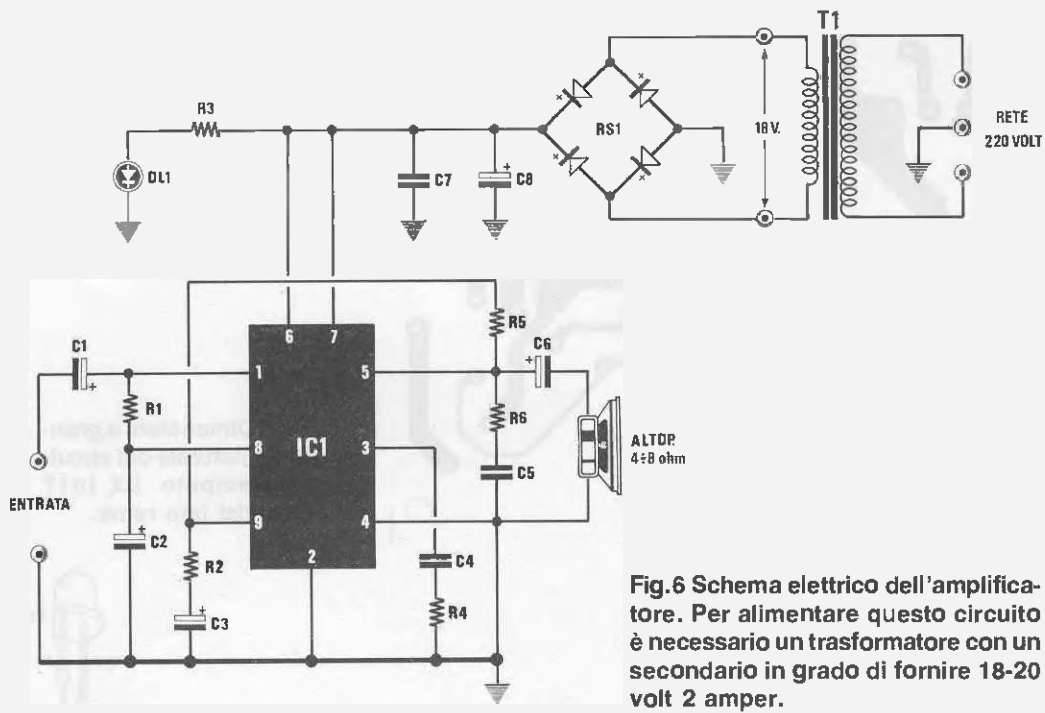 T1
R3
RS1
18 V.
RETE
220 VOLT
DL1
C7
C8
+
6
7
R5
C1
+
1
5
C6
+
R1
R6
IC1
8
3
ALTOP.
4÷8 ohm
ENTRATA
C5
9
4
C2
+
R2
2
C4
C3
+
R4
Fig.6 Schema elettrico dell'amplifica-
tore. Per alimentare questo circuito
è necessario un trasformatore con un
secondario in grado di fornire 18-20
volt 2 amper.